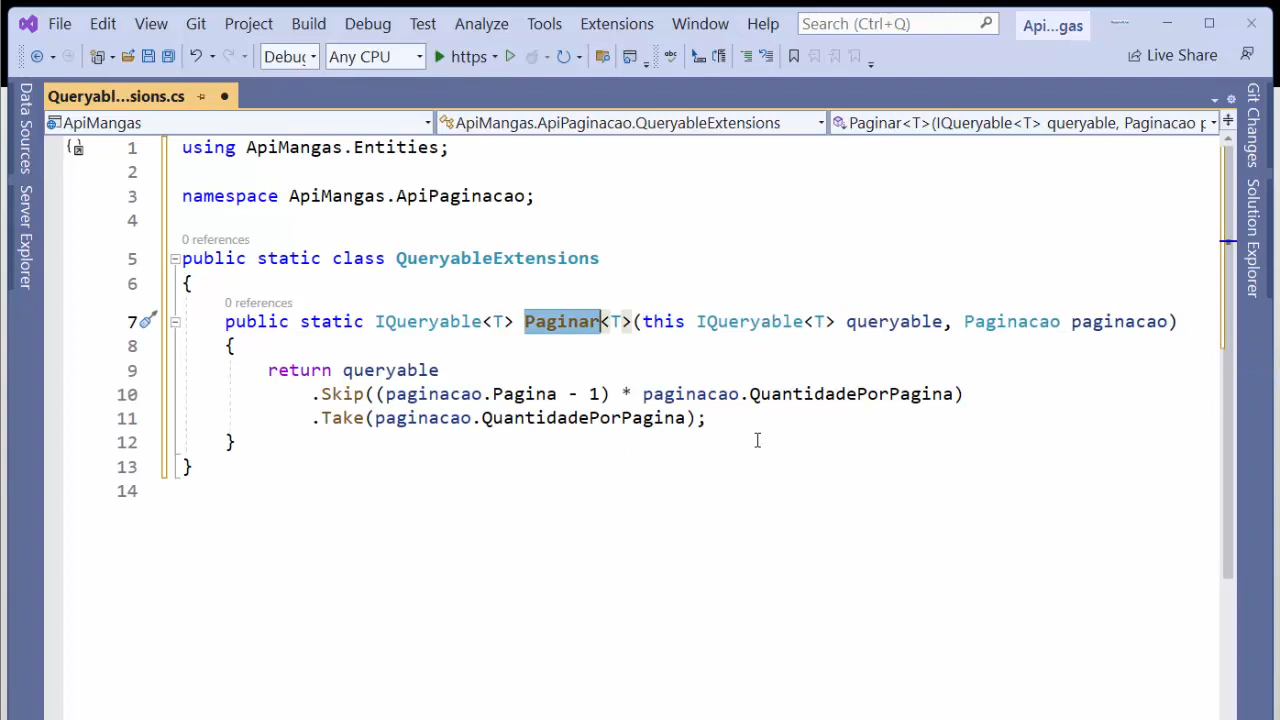 File Edit View Git Project Build Debug Test Analyze Tools Extensions Window Help Search (Ctrl+Q) Api...gas
Debug Any CPU https Live Share
Queryabl...sions.cs
ApiMangas ApiMangas.ApiPaginacao.QueryableExtensions Paginar<T>(IQueryable<T> queryable, Paginacao p
Data Sources
Server Explorer
Git Changes
Solution Explorer
1 using ApiMangas.Entities;
2
3 namespace ApiMangas.ApiPaginacao;
4
0 references
5 public static class QueryableExtensions
6 {
0 references
7 public static IQueryable<T> Paginar<T>(this IQueryable<T> queryable, Paginacao paginacao)
8 {
9 return queryable
10 .Skip((paginacao.Pagina - 1) * paginacao.QuantidadePorPagina)
11 .Take(paginacao.QuantidadePorPagina);
12 }
13 }
14